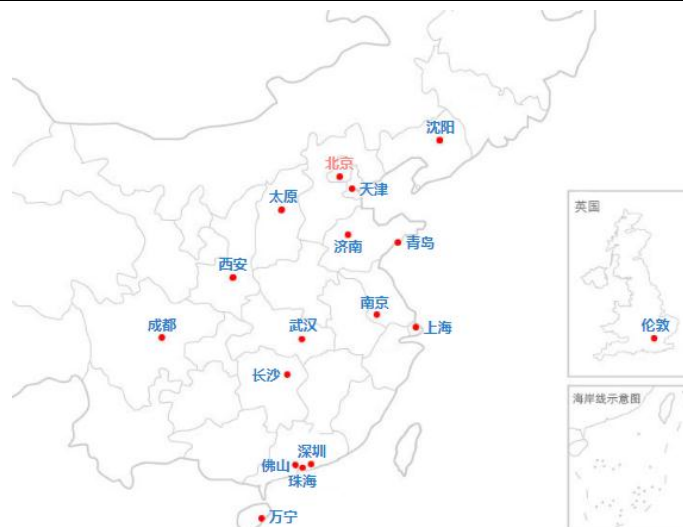 沈阳
北京
天津
太原
英国
济南
青岛
西安
南京
成都
武汉
上海
伦敦
长沙
海岸线示意图
深圳
佛山
珠海
万宁